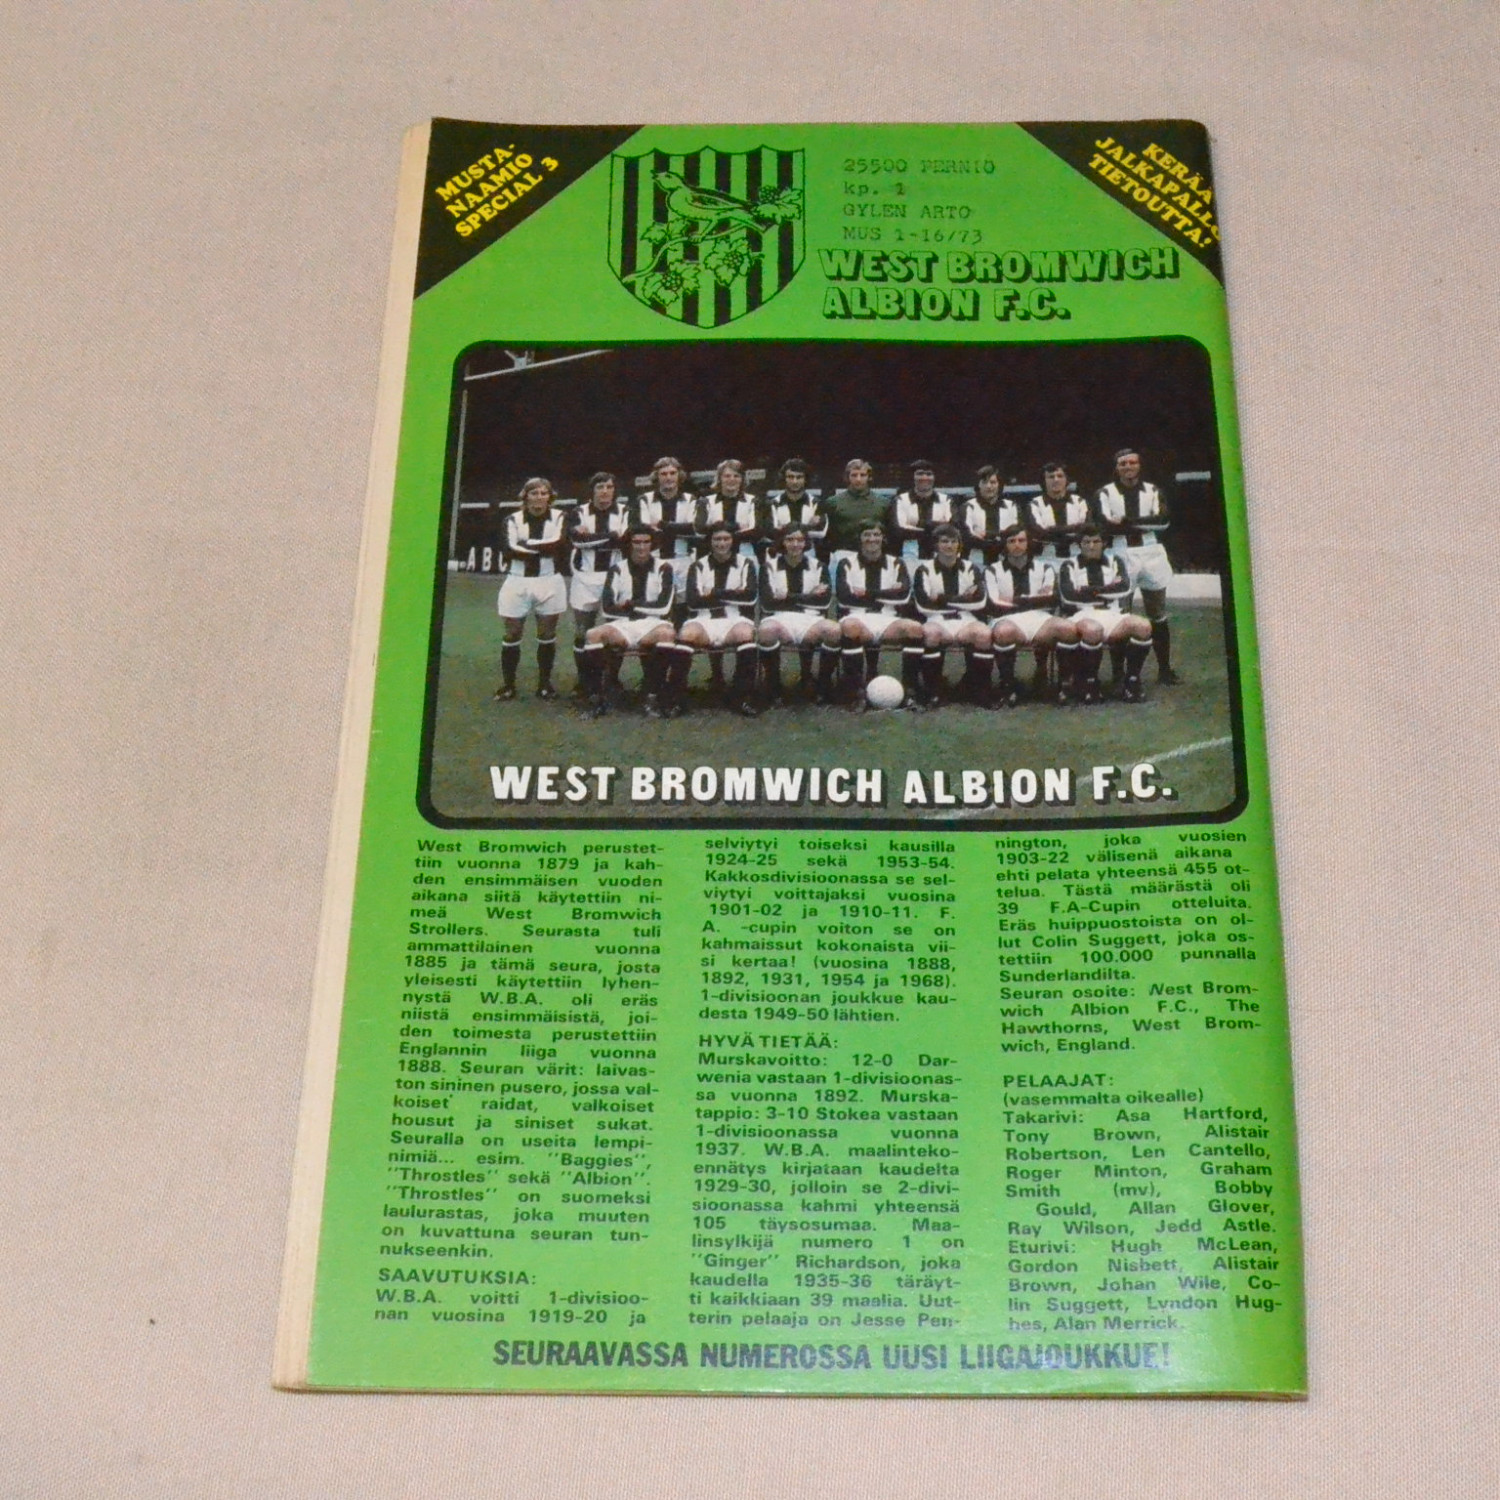 MUSTA-
NAAMIO
SPECIAL 3
25500 PERNIÖ
kp. 1
GYLEN ARTO
MUS 1-16/73
KERÄÄ
JALKAPALLO
TIETOUTTA!
WEST BROMWICH
ALBION F.C.
ABC
WEST BROMWICH ALBION F.C.
West Bromwich perustet-
tiin vuonna 1879 ja kah-
den ensimmäisen vuoden
aikana siitä käytettiin ni-
meä West Bromwich
Strollers. Seurasta tuli
ammattilainen vuonna
1885 ja tämä seura, josta
yleisesti käytettiin lyhen-
nystä W.B.A. oli eräs
niistä ensimmäisistä, joi-
den toimesta perustettiin
Englannin liiga vuonna
1888. Seuran värit: laivas-
ton sininen pusero, jossa val-
koiset raidat, valkoiset
housut ja siniset sukat.
Seuralla on useita lempi-
nimiä... esim. "Baggies",
"Throstles" sekä "Albion".
"Throstles" on suomeksi
laulurastas, joka muuten
on kuvattuna seuran tun-
nukseenkin.
SAAVUTUKSIA:
W.B.A. voitti 1-divisioo-
nan vuosina 1919-20 ja
selviytyi toiseksi kausilla
1924-25 sekä 1953-54.
Kakkosdivisioonassa se sel-
viytyi voittajaksi vuosina
1901-02 ja 1910-11. F.
A. -cupin voiton se on
kahmaissut kokonaista vii-
si kertaa! (vuosina 1888,
1892, 1931, 1954 ja 1968).
1-divisioonan joukkue kau-
desta 1949-50 lähtien.
HYVÄ TIETÄÄ:
Murskavoitto: 12-0 Dar-
wenia vastaan 1-divisioonas-
sa vuonna 1892. Murska-
tappio: 3-10 Stokea vastaan
1-divisioonassa vuonna
1937. W.B.A. maalinteko-
ennätys kirjataan kaudelta
1929-30, jolloin se 2-divi-
sioonassa kahmi yhteensä
105 täysosumaa. Maa-
linsylkijä numero 1 on
"Ginger" Richardson, joka
kaudella 1935-36 täräyt-
ti kaikkiaan 39 maalia. Uut-
terin pelaaja on Jesse Pen-
nington, joka vuosien
1903-22 välisenä aikana
ehti pelata yhteensä 455 ot-
telua. Tästä määrästä oli
39 F.A-Cupin otteluita.
Eräs huippuostoista on ol-
lut Colin Suggett, joka os-
tettiin 100.000 punnalla
Sunderlandilta.
Seuran osoite: West Brom-
wich Albion F.C., The
Hawthorns, West Brom-
wich, England.
PELAAJAT:
(vasemmalta oikealle)
Takarivi: Asa Hartford,
Tony Brown, Alistair
Robertson, Len Cantello,
Roger Minton, Graham
Smith (mv), Bobby
Gould, Allan Glover,
Ray Wilson, Jedd Astle.
Eturivi: Hugh McLean,
Gordon Nisbett, Alistair
Brown, Johan Wile, Co-
lin Suggett, Lyndon Hug-
hes, Alan Merrick.
SEURAAVASSA NUMEROSSA UUSI LIIGAJOUKKUE!